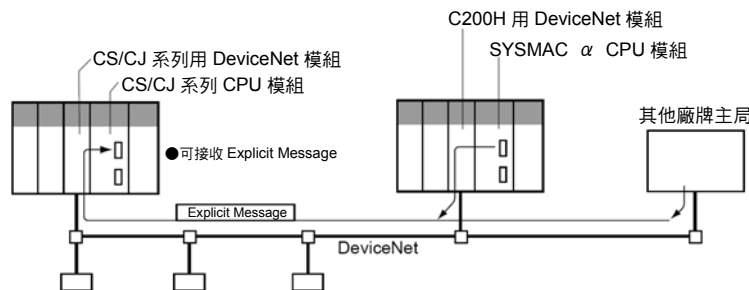 C200H 用 DeviceNet 模組
SYSMAC α CPU 模組
CS/CJ 系列用 DeviceNet 模組
CS/CJ 系列 CPU 模組
其他廠牌主局
●可接收 Explicit Message
Explicit Message
DeviceNet